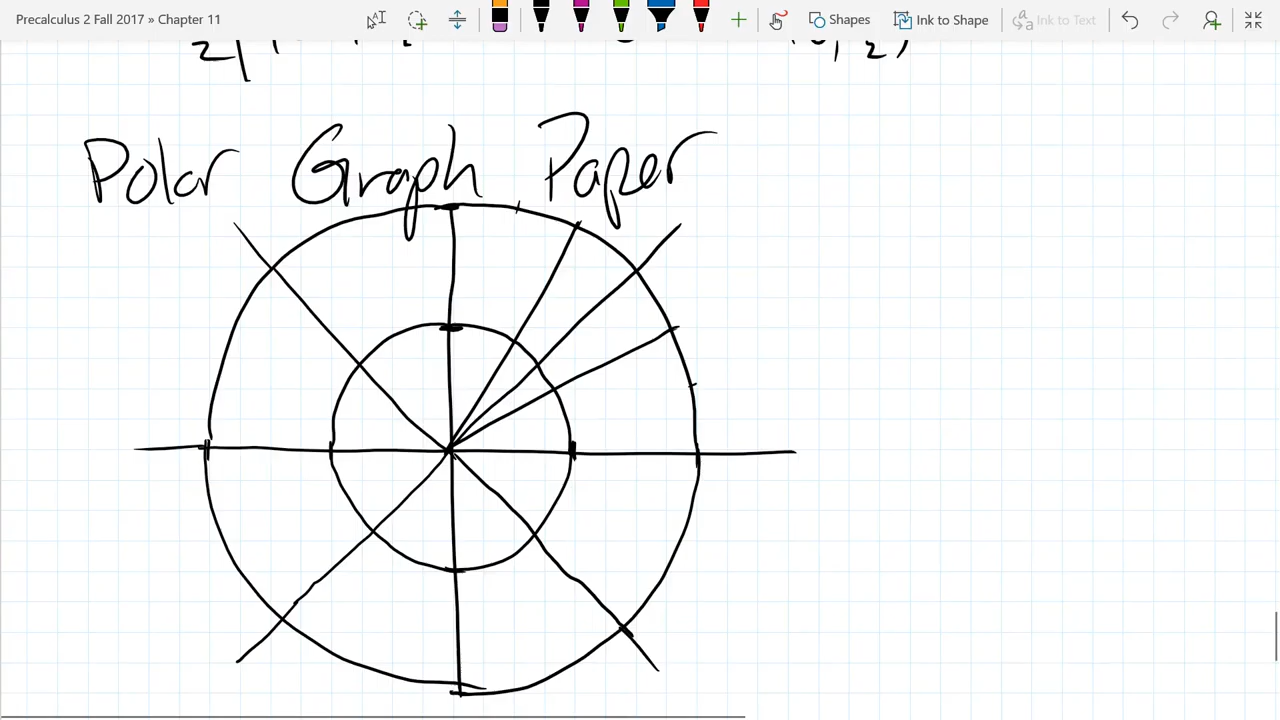 Precalculus 2 Fall 2017 » Chapter 11
Shapes
Ink to Shape
Ink to Text
Polar Graph Paper